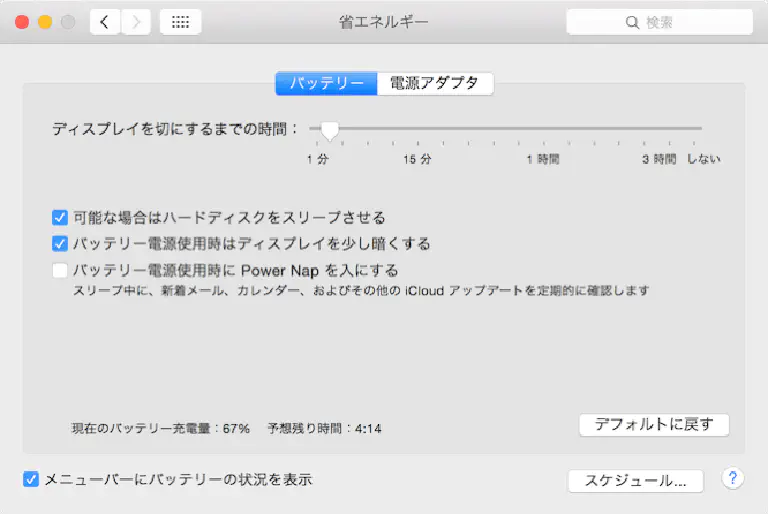 省エネルギー
検索
バッテリー 電源アダプタ
ディスプレイを切にするまでの時間：
1 分 15 分 1 時間 3 時間 しない
可能な場合はハードディスクをスリープさせる
バッテリー電源使用時はディスプレイを少し暗くする
バッテリー電源使用時に Power Nap を入にする
スリープ中に、新着メール、カレンダー、およびその他の iCloud アップデートを定期的に確認します
現在のバッテリー充電量：67% 予想残り時間：4:14
デフォルトに戻す
メニューバーにバッテリーの状況を表示
スケジュール...
?